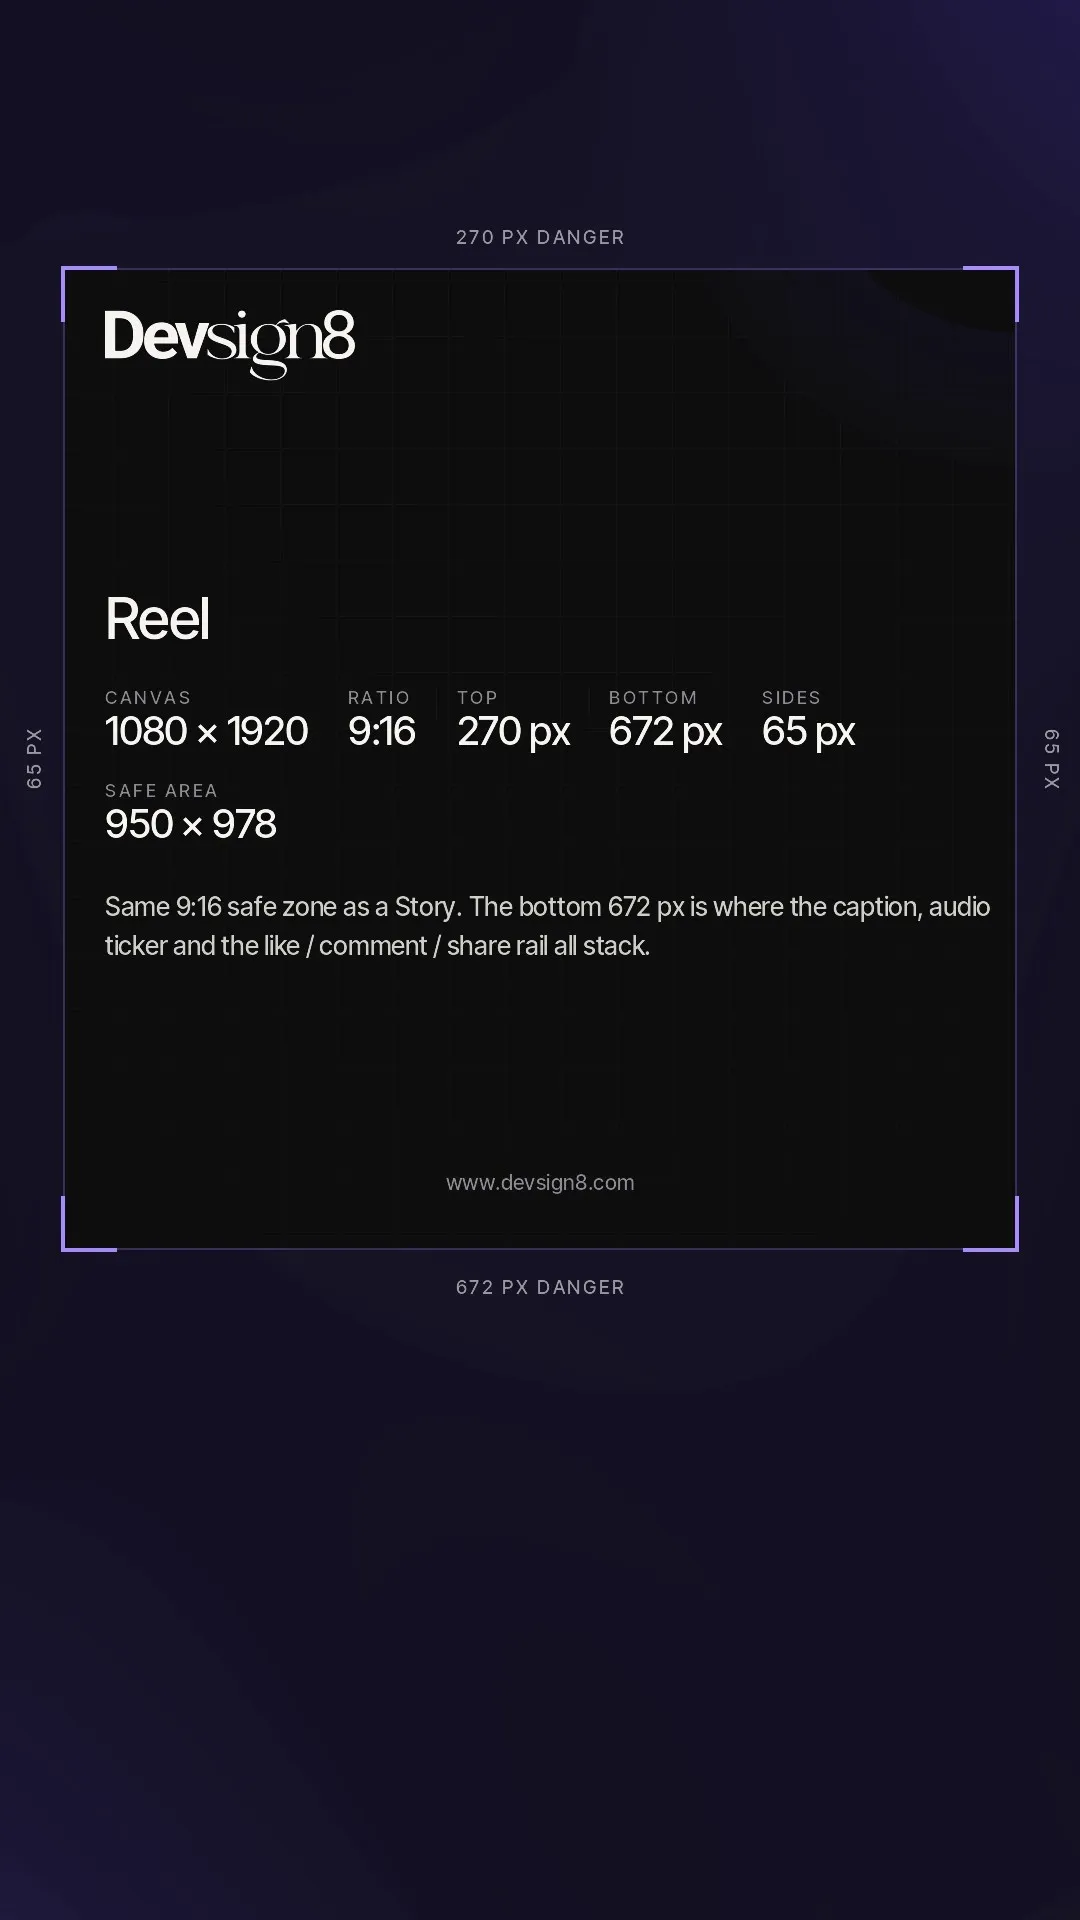 270 PX DANGER
Devsign8
Reel
CANVAS RATIO TOP BOTTOM SIDES
1080 × 1920 9:16 270 px 672 px 65 px
65 PX
65 PX
SAFE AREA
950 × 978
Same 9:16 safe zone as a Story. The bottom 672 px is where the caption, audio
ticker and the like / comment / share rail all stack.
www.devsign8.com
672 PX DANGER